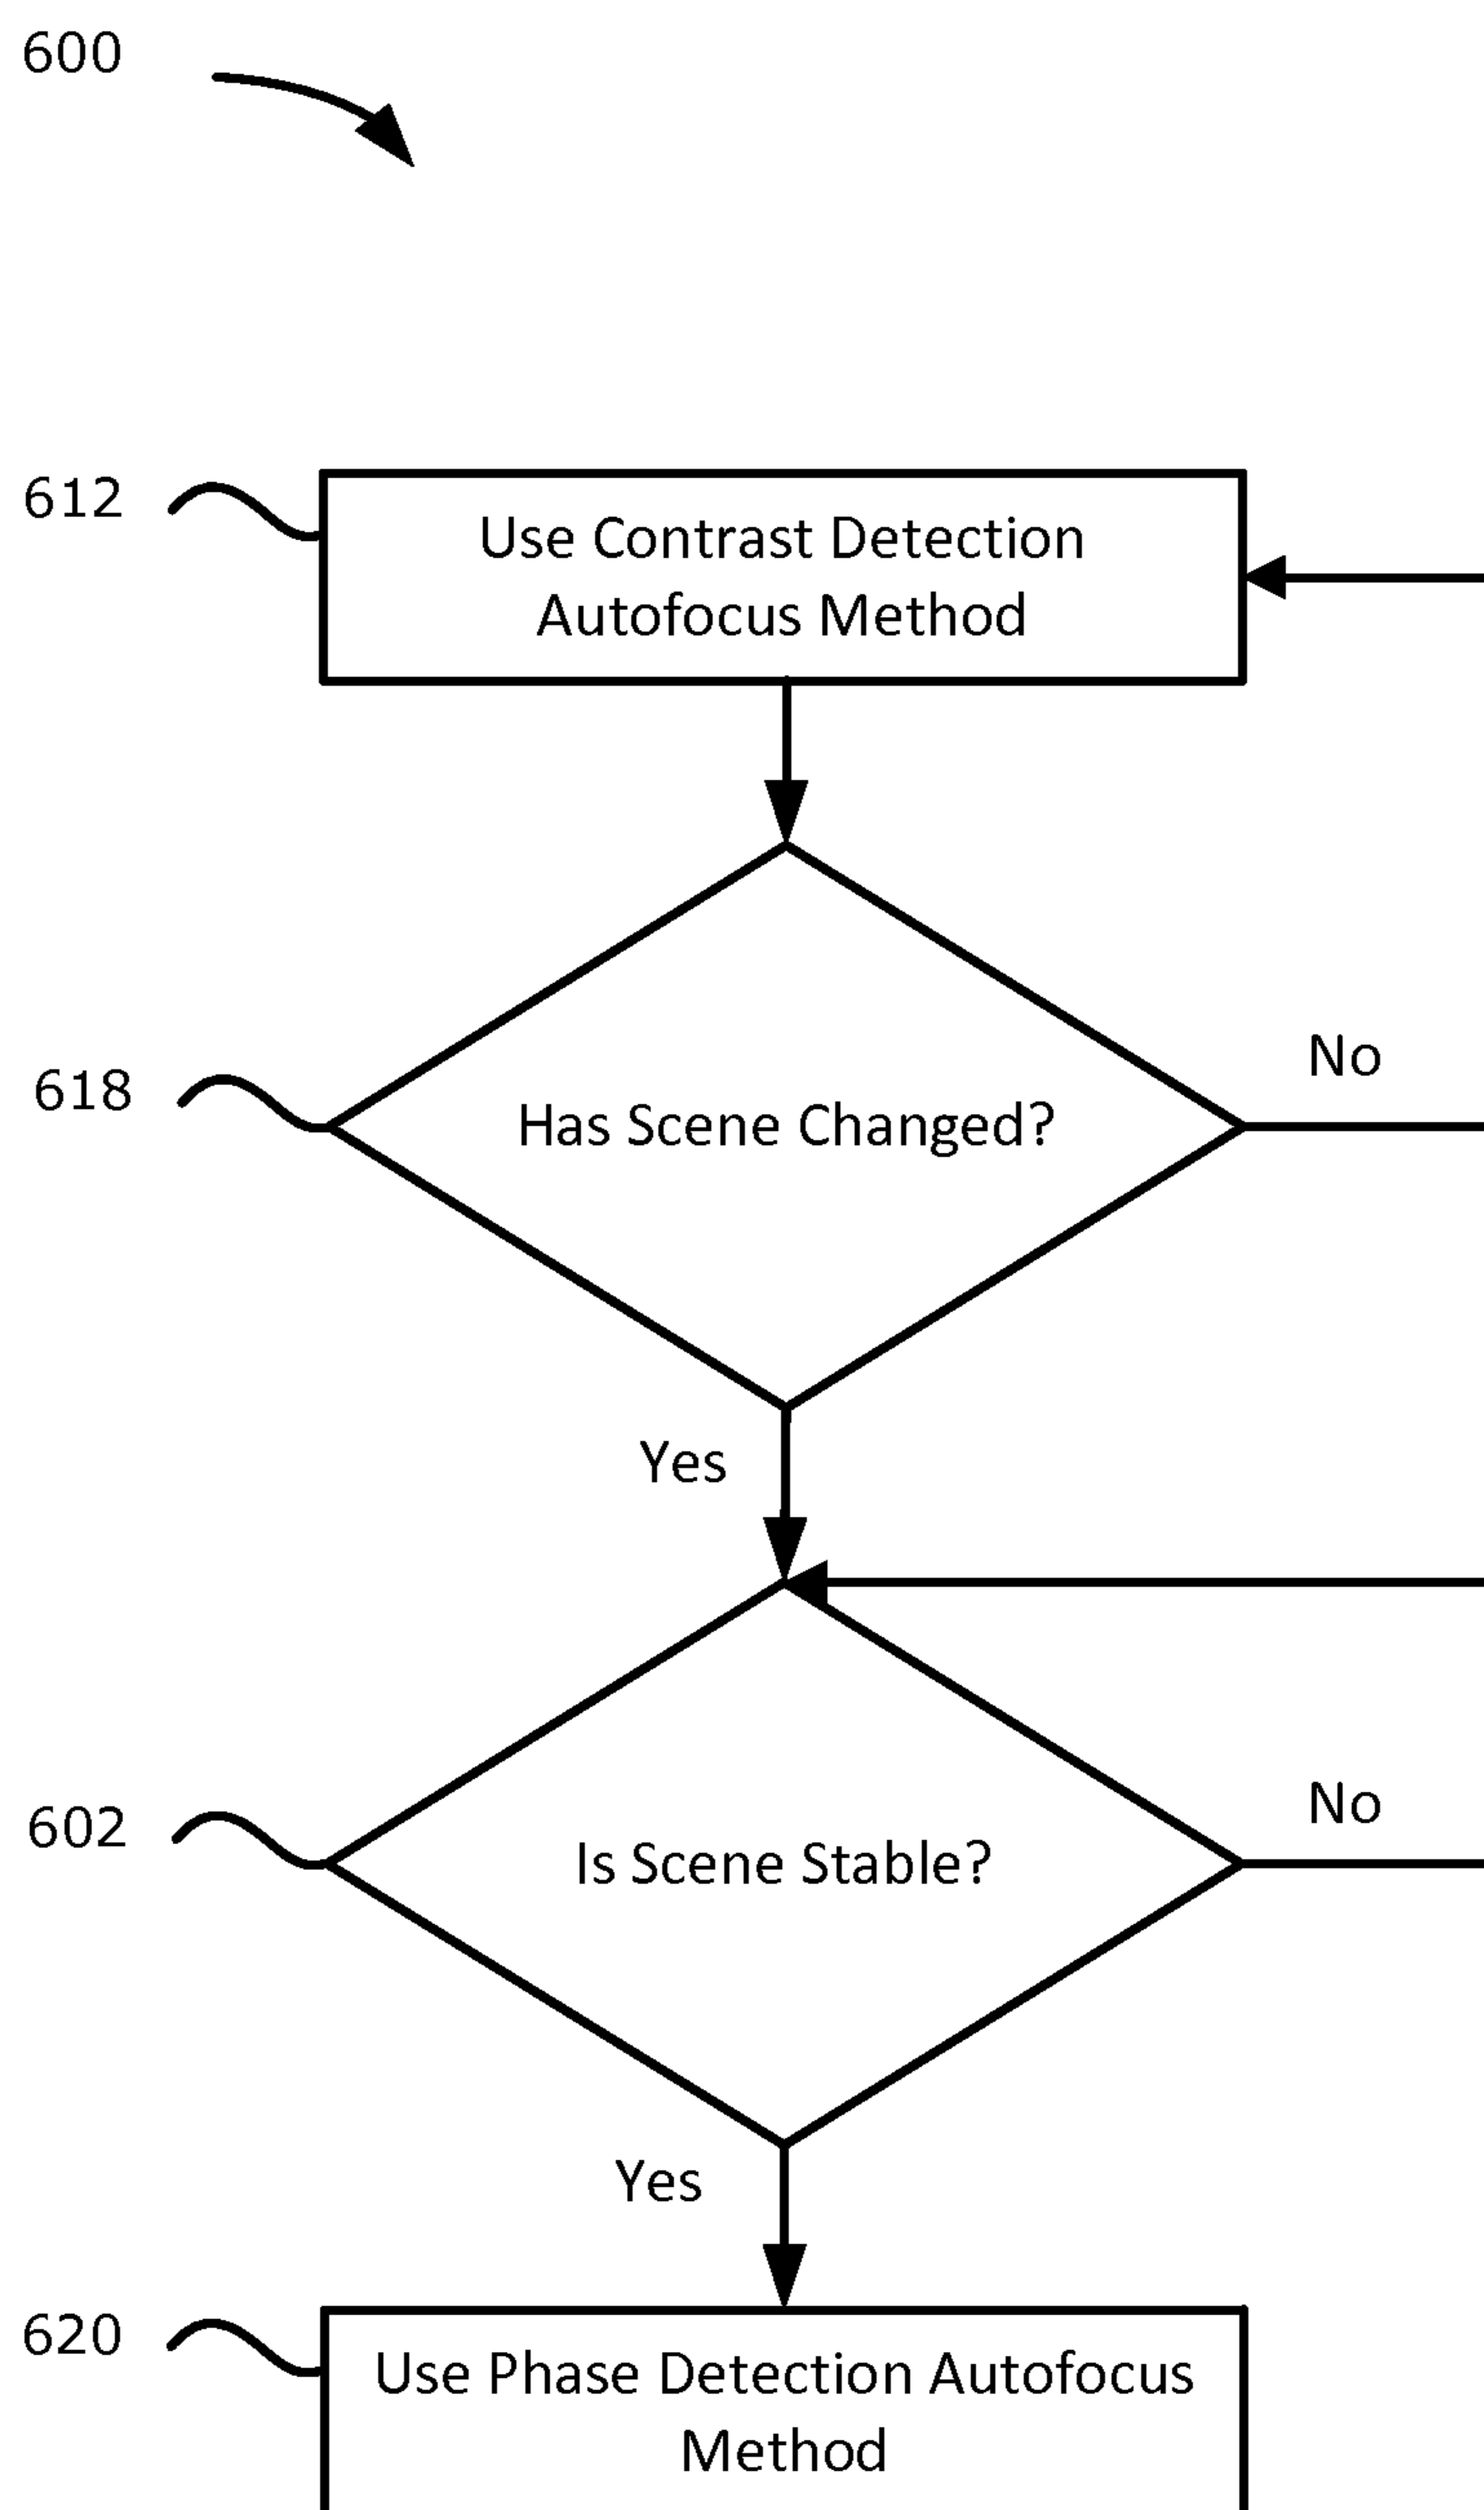 600
612
Use Contrast Detection
Autofocus Method
618
Has Scene Changed?
No
Yes
602
Is Scene Stable?
No
Yes
620
Use Phase Detection Autofocus
Method